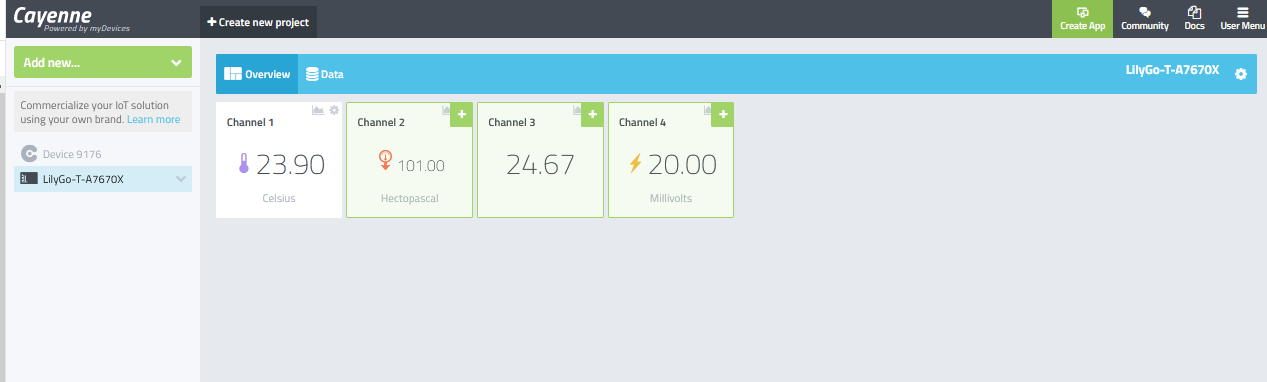 Cayenne
Powered by myDevices
+ Create new project
Create App
Community
Docs
User Menu
Add new...
Commercialize your IoT solution
using your own brand. Learn more
Device 9176
LilyGo-T-A7670X
Overview
Data
LilyGo-T-A7670X
Channel 1
23.90
Celsius
Channel 2
101.00
Hectopascal
Channel 3
24.67
Channel 4
20.00
Millivolts